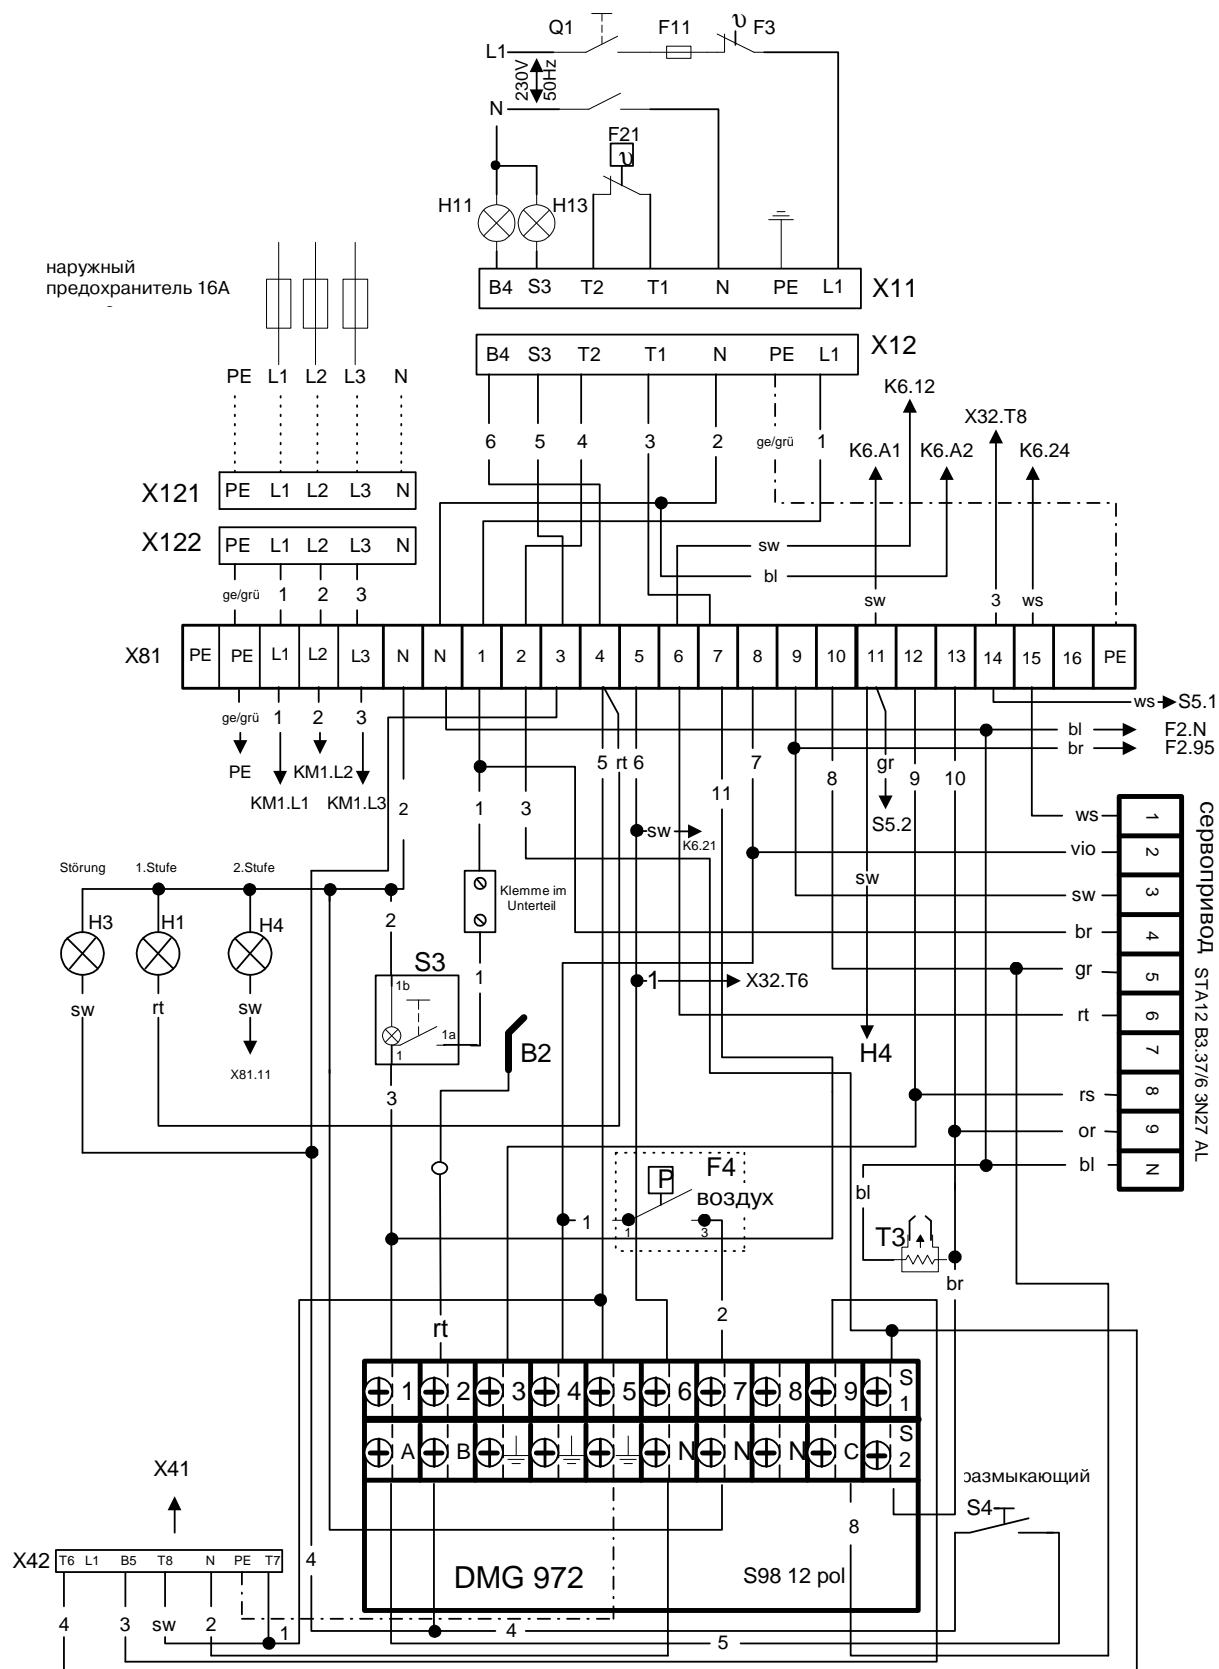 Q1 F11 υ F3
L1
230V
50Hz
N
F21
υ
H11 H13
наружный
предохранитель 16A
B4 S3 T2 T1 N PE L1 X11
X12
B4 S3 T2 T1 N PE L1
PE L1 L2 L3 N
K6.12
X32.T8
6 5 4 3 2 ge/grü 1
K6.A1 K6.A2 K6.24
X121 PE L1 L2 L3 N
X122 PE L1 L2 L3 N
sw
bl
ge/grü 1 2 3
sw 3 ws
X81 PE PE L1 L2 L3 N N 1 2 3 4 5 6 7 8 9 10 11 12 13 14 15 16 PE
ws S5.1
ge/grü 1 2 3
bl F2.N
br F2.95
PE KM1.L2
5 rt 6 7 8 gr 9 10
KM1.L1 KM1.L3 2 1 3 11
S5.2
sw K6.21
ws 1
vio 2
sw 3
br 4
gr 5
rt 6
7
rs 8
or 9
bl N
сервопривод STA12 B3.37/6 3N27 AL
Störung 1.Stufe 2.Stufe
Klemme im
Unterteil
sw
H3 H1 H4
2
S3
1b
1a
1
1
1 X32.T6
sw rt sw
X81.11
B2
H4
3
F4
P
воздух
1 1 3
bl
T3
br
rt
2
1 2 3 4 5 6 7 8 9 S1
A B N N N C S2
X41
размыкающий
S4
8
X42 T6 L1 B5 T8 N PE T7
4
DMG 972 S98 12 pol
4 3 sw 2 1
4
5